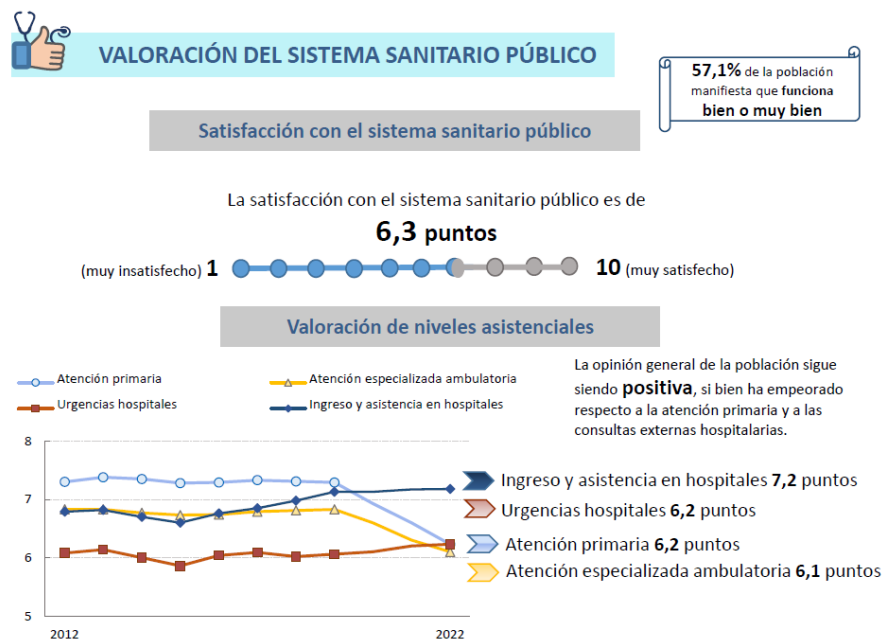 VALORACIÓN DEL SISTEMA SANITARIO PÚBLICO
57,1% de la población
manifiesta que funciona
bien o muy bien
Satisfacción con el sistema sanitario público
La satisfacción con el sistema sanitario público es de
6,3 puntos
(muy insatisfecho) 1
10 (muy satisfecho)
Valoración de niveles asistenciales
Atención primaria
Atención especializada ambulatoria
Urgencias hospitales
Ingreso y asistencia en hospitales
La opinión general de la población sigue
siendo positiva, si bien ha empeorado
respecto a la atención primaria y a las
consultas externas hospitalarias.
8
7
6
5
2012
2022
Ingreso y asistencia en hospitales 7,2 puntos
Urgencias hospitales 6,2 puntos
Atención primaria 6,2 puntos
Atención especializada ambulatoria 6,1 puntos